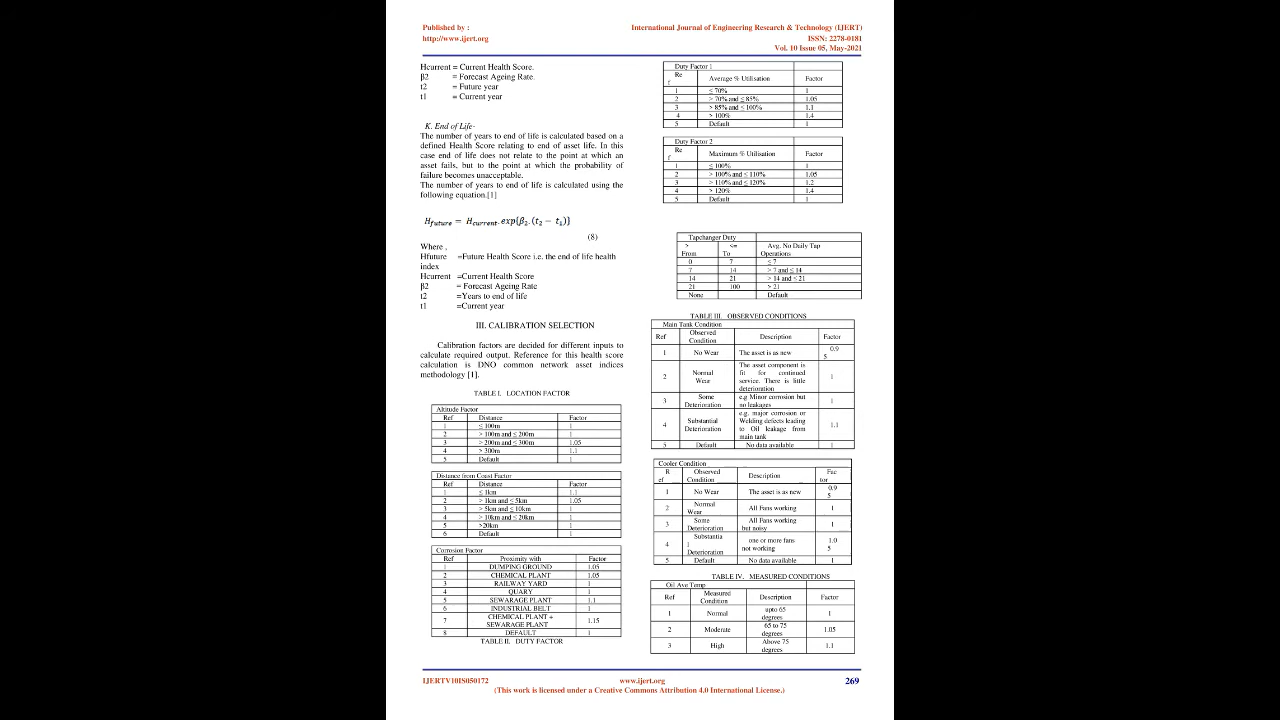 Published by :
International Journal of Engineering Research & Technology (IJERT)
http://www.ijert.org
ISSN: 2278-0181
Vol. 10 Issue 05, May-2021
Hcurrent = Current Health Score.
β2 = Forecast Ageing Rate.
t2 = Future year
t1 = Current year
K. End of Life-
The number of years to end of life is calculated based on a
defined Health Score relating to end of asset life. In this
case end of life does not relate to the point at which an
asset fails, but to the point at which the probability of
failure becomes unacceptable.
The number of years to end of life is calculated using the
following equation.[1]
H_future = H_current. exp{β₂. (t₂ − t₁)}
(8)
Where ,
Hfuture =Future Health Score i.e. the end of life health
index
Hcurrent =Current Health Score
β2 = Forecast Ageing Rate
t2 =Years to end of life
t1 =Current year
III. CALIBRATION SELECTION
Calibration factors are decided for different inputs to
calculate required output. Reference for this health score
calculation is DNO common network asset indices
methodology [1].
TABLE I. LOCATION FACTOR
Altitude Factor
Ref Distance Factor
1 ≤ 100m 1
2 > 100m and ≤ 200m 1
3 > 200m and ≤ 300m 1.05
4 > 300m 1.1
5 Default 1
Distance from Coast Factor
Ref Distance Factor
1 ≤ 1km 1.1
2 > 1km and ≤ 5km 1.05
3 > 5km and ≤ 10km 1
4 > 10km and ≤ 20km 1
5 >20km 1
6 Default 1
Corrosion Factor
Ref Proximity with Factor
1 DUMPING GROUND 1.05
2 CHEMICAL PLANT 1.05
3 RAILWAY YARD 1
4 QUARY 1
5 SEWARAGE PLANT 1.1
6 INDUSTRIAL BELT 1
7 CHEMICAL PLANT +
SEWARAGE PLANT 1.15
8 DEFAULT 1
TABLE II. DUTY FACTOR
Duty Factor 1
Re
f Average % Utilisation Factor
1 ≤ 70% 1
2 > 70% and ≤ 85% 1.05
3 > 85% and ≤ 100% 1.1
4 > 100% 1.4
5 Default 1
Duty Factor 2
Re
f Maximum % Utilisation Factor
1 ≤ 100% 1
2 > 100% and ≤ 110% 1.05
3 > 110% and ≤ 120% 1.2
4 > 120% 1.4
5 Default 1
Tapchanger Duty
> <= Avg. No Daily Tap
From To Operations
0 7 ≤ 7
7 14 > 7 and ≤ 14
14 21 > 14 and ≤ 21
21 100 > 21
None Default
TABLE III. OBSERVED CONDITIONS
Main Tank Condition
Ref Observed
Condition Description Factor
1 No Wear The asset is as new 0.9
5
2 Normal
Wear The asset component is
fit for continued
service. There is little
deterioration 1
3 Some
Deterioration e.g Minor corrosion but
no leakages 1
4 Substantial
Deterioration e.g. major corrosion or
Welding defects leading
to Oil leakage from
main tank 1.1
5 Default No data available 1
Cooler Condition
R
ef Observed
Condition Description Fac
tor
1 No Wear The asset is as new 0.9
5
2 Normal
Wear All Fans working 1
3 Some
Deterioration All Fans working
but noisy 1
4 Substantia
l
Deterioration one or more fans
not working 1.0
5
5 Default No data available 1
TABLE IV. MEASURED CONDITIONS
Oil Ave Temp
Ref Measured
Condition Description Factor
1 Normal upto 65
degrees 1
2 Moderate 65 to 75
degrees 1.05
3 High Above 75
degrees 1.1
IJERTV10IS050172
www.ijert.org
269
(This work is licensed under a Creative Commons Attribution 4.0 International License.)